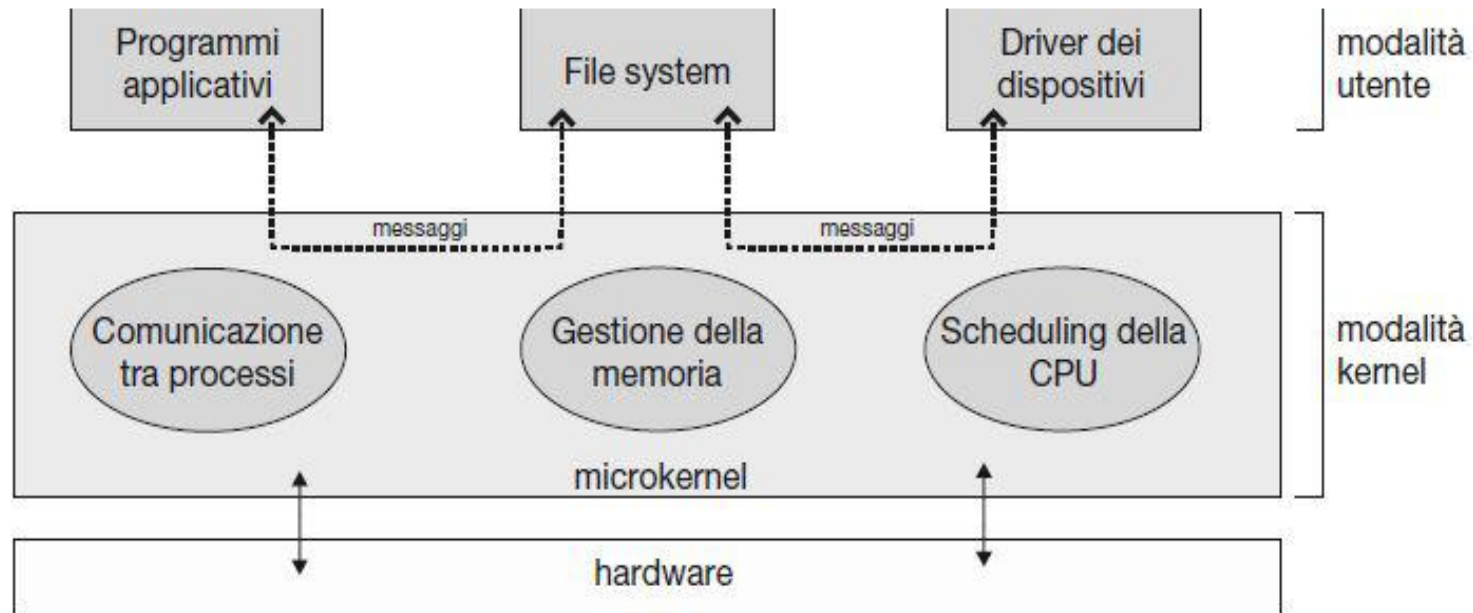 Programmi
applicativi
File system
Driver dei
dispositivi
modalità
utente
messaggi
messaggi
Comunicazione
tra processi
Gestione della
memoria
Scheduling della
CPU
modalità
kernel
microkernel
hardware